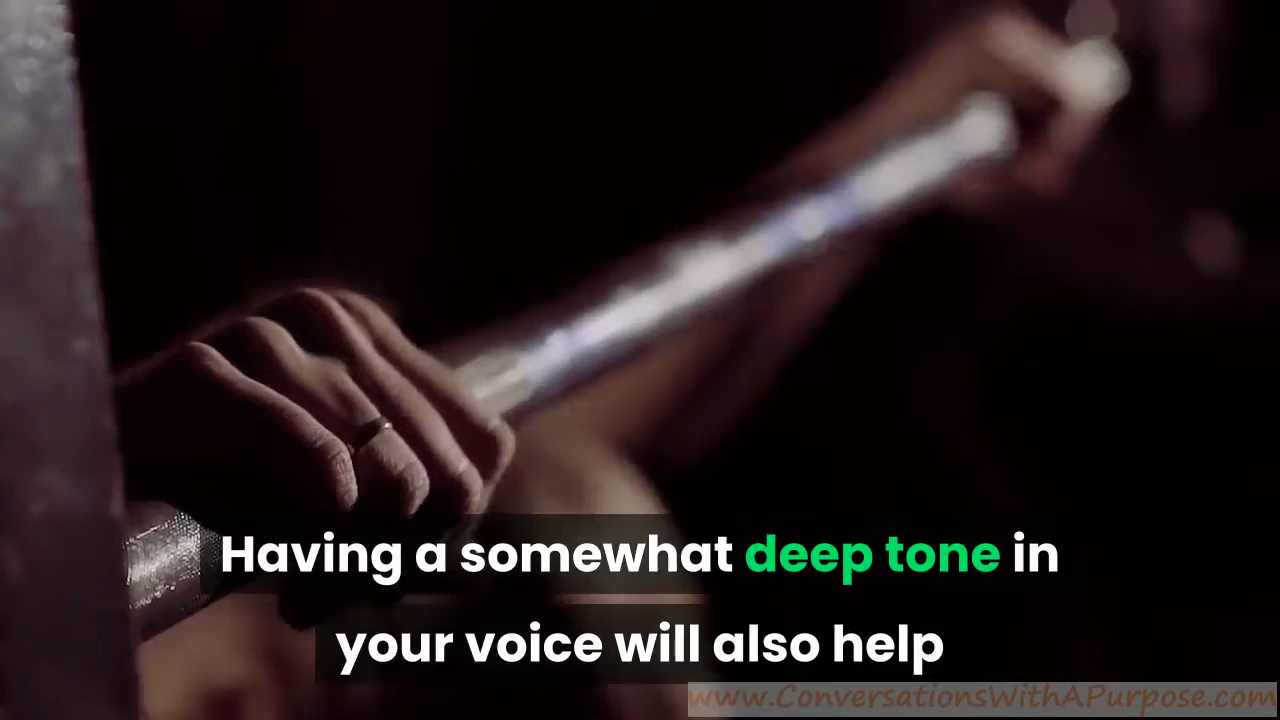 Having a somewhat deep tone in
your voice will also help
www.ConversationsWithAPurpose.com